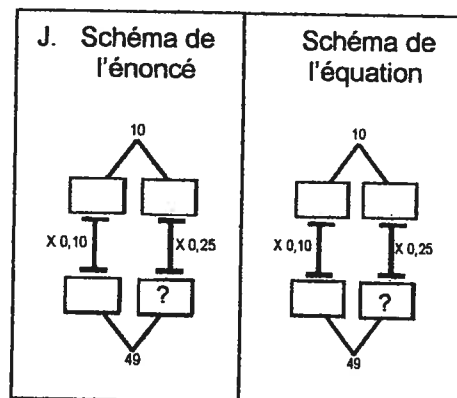 J. Schéma de
l'énoncé
10
X 0,10 X 0,25
?
49
Schéma de
l'équation
10
X 0,10 X 0,25
?
49